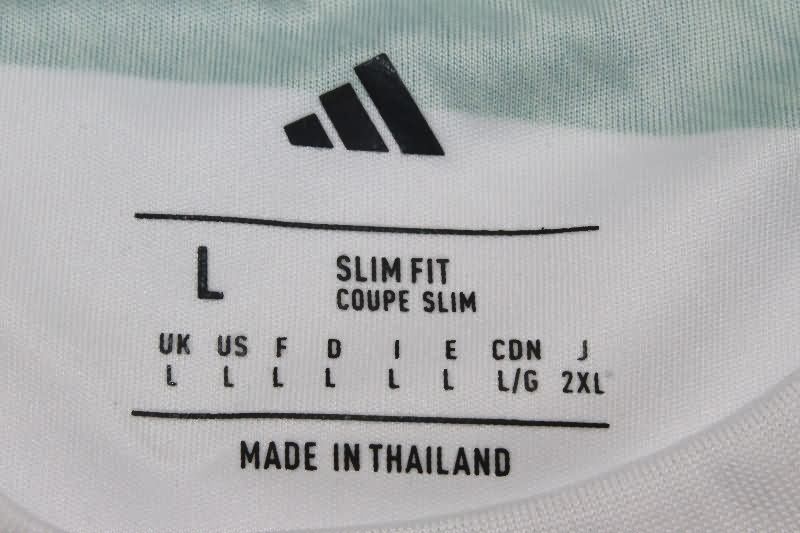 L SLIM FIT
COUPE SLIM
UK US F D I E CDN J
L L L L L L L/G 2XL
MADE IN THAILAND